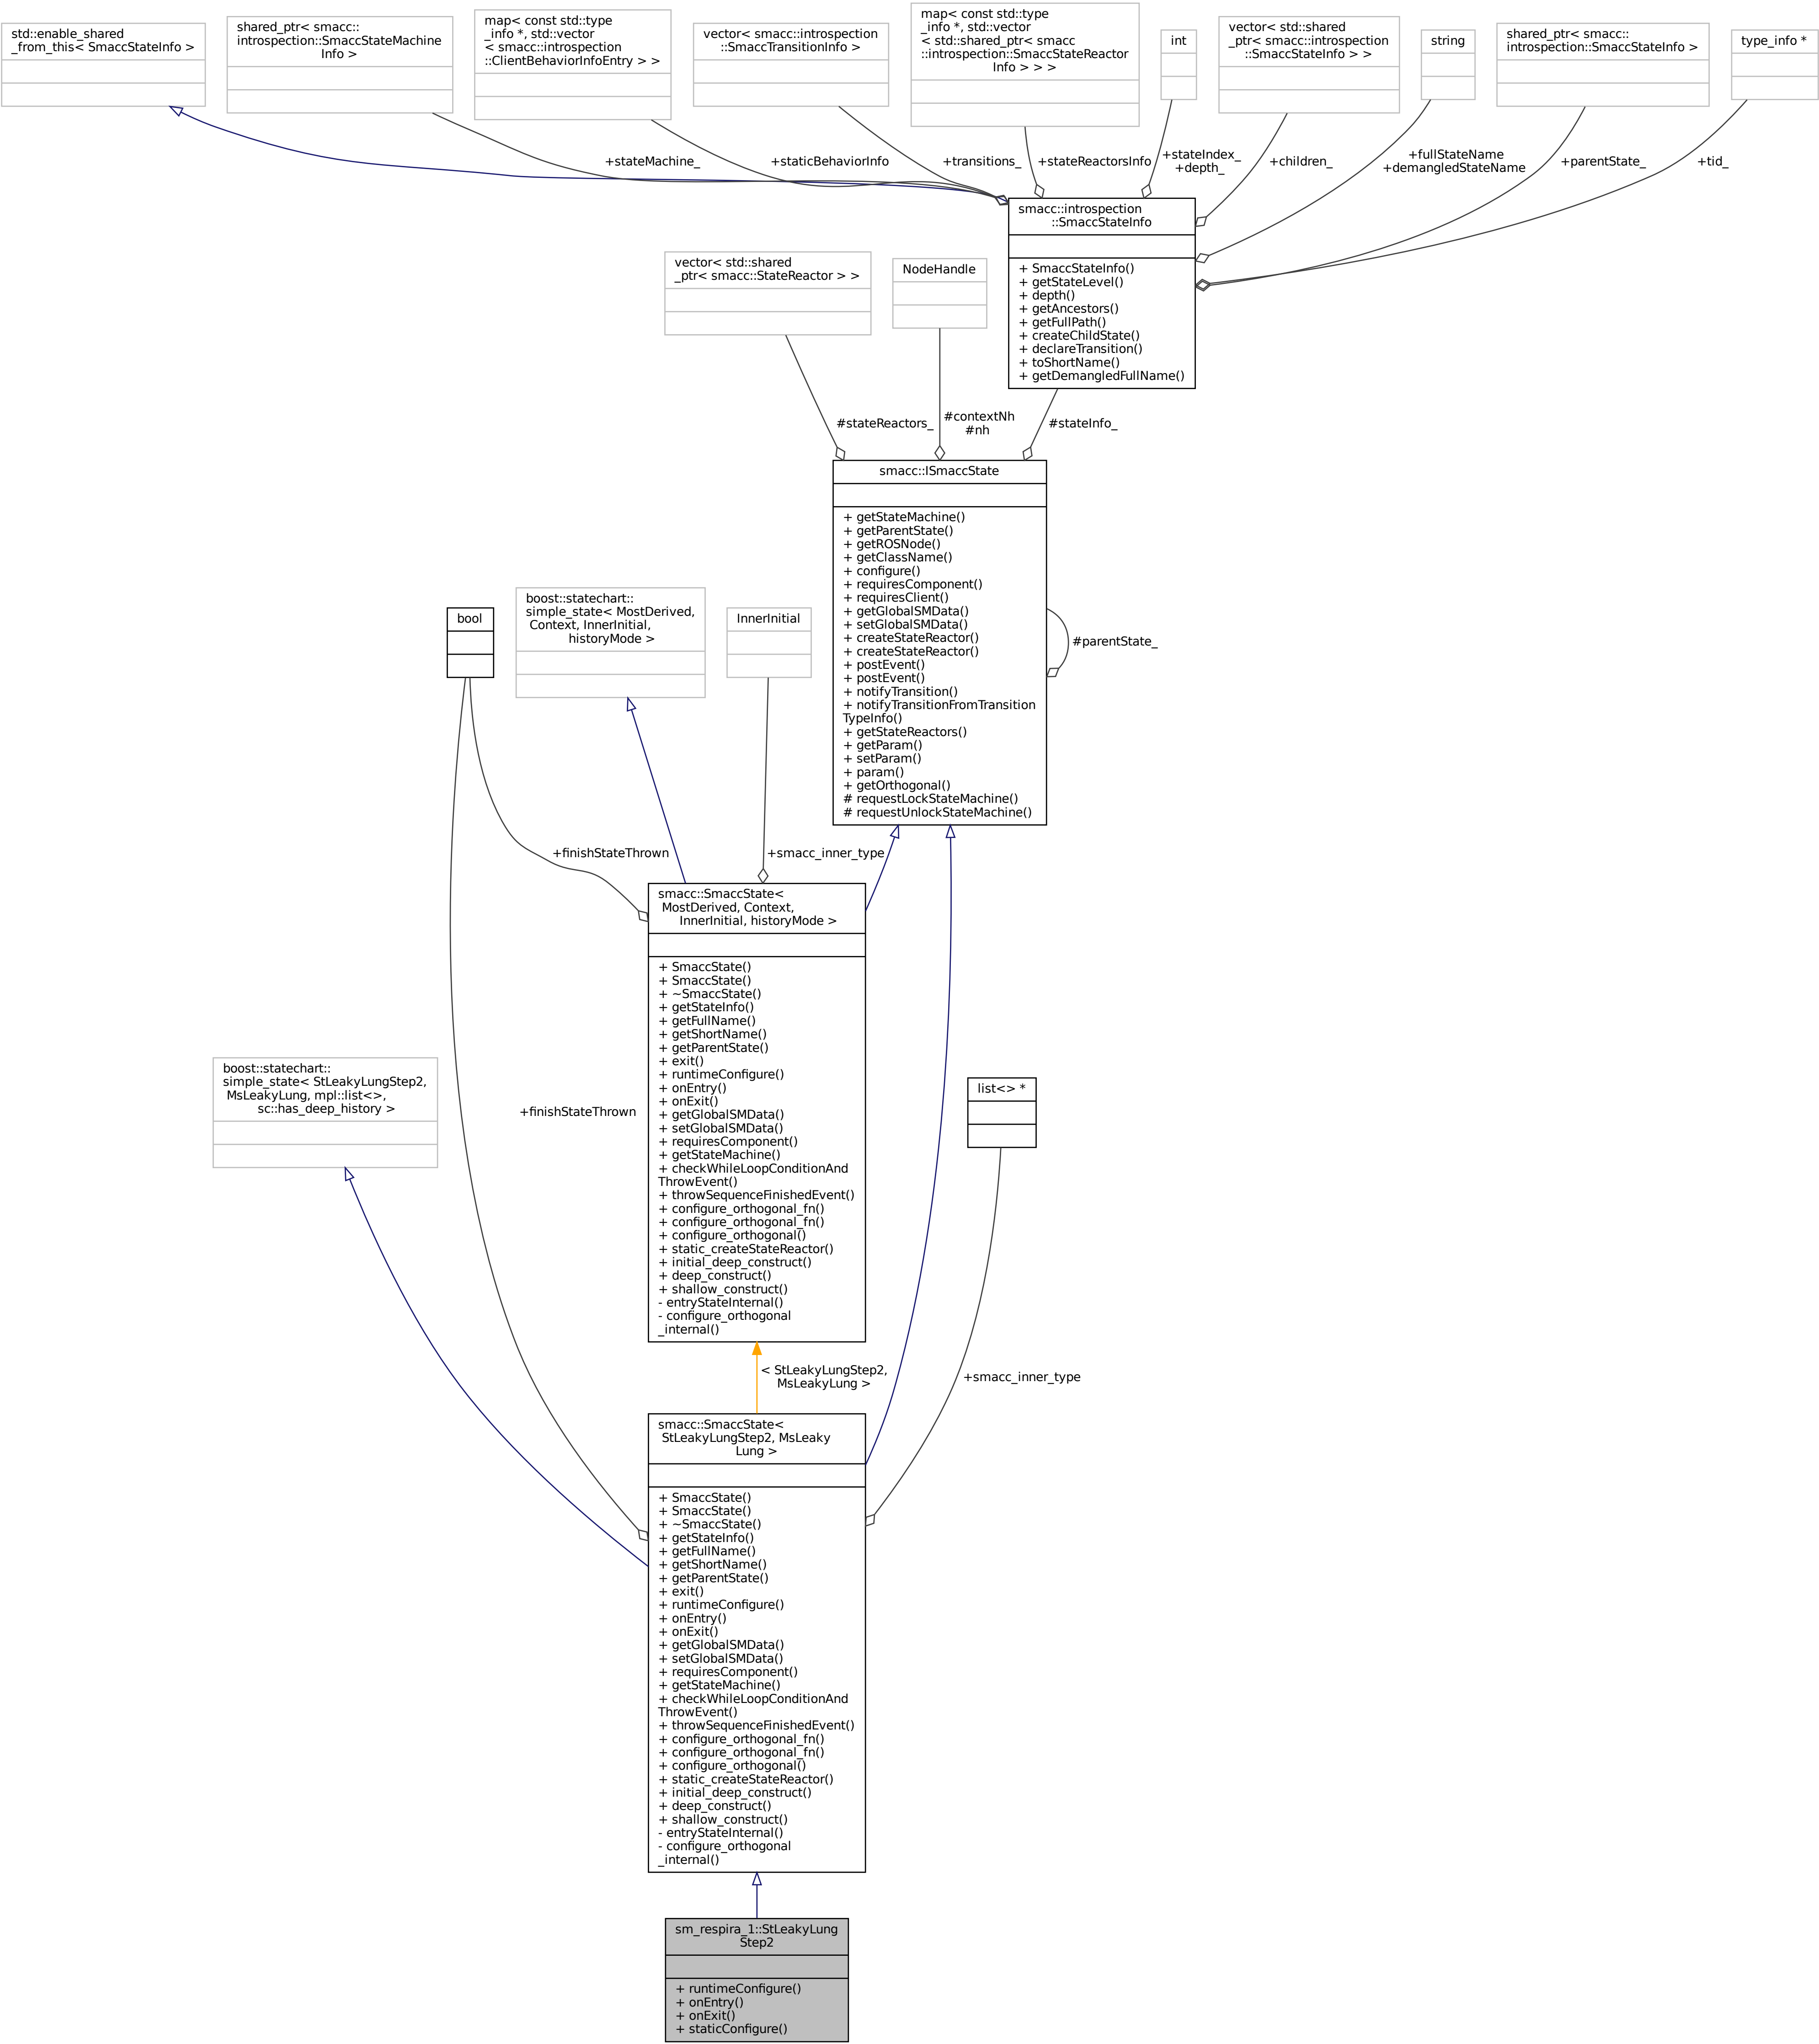 std::enable_shared
_from_this< SmaccStateInfo >
shared_ptr< smacc::
introspection::SmaccStateMachine
Info >
map< const std::type
_info *, std::vector
< smacc::introspection
::ClientBehaviorInfoEntry > >
vector< smacc::introspection
::SmaccTransitionInfo >
map< const std::type
_info *, std::vector
< std::shared_ptr< smacc
::introspection::SmaccStateReactor
Info > > >
int
vector< std::shared
_ptr< smacc::introspection
::SmaccStateInfo > >
string
shared_ptr< smacc::
introspection::SmaccStateInfo >
type_info *
+stateMachine_
+staticBehaviorInfo
+transitions_
+stateReactorsInfo
+stateIndex_
+depth_
+children_
+fullStateName
+demangledStateName
+parentState_
+tid_
smacc::introspection
::SmaccStateInfo
+ SmaccStateInfo()
+ getStateLevel()
+ depth()
+ getAncestors()
+ getFullPath()
+ createChildState()
+ declareTransition()
+ toShortName()
+ getDemangledFullName()
vector< std::shared
_ptr< smacc::StateReactor > >
NodeHandle
#stateReactors_
#contextNh
#nh
#stateInfo_
smacc::ISmaccState
+ getStateMachine()
+ getParentState()
+ getROSNode()
+ getClassName()
+ configure()
+ requiresComponent()
+ requiresClient()
+ getGlobalSMData()
+ setGlobalSMData()
+ createStateReactor()
+ createStateReactor()
+ postEvent()
+ postEvent()
+ notifyTransition()
+ notifyTransitionFromTransition
TypeInfo()
+ getStateReactors()
+ getParam()
+ setParam()
+ param()
+ getOrthogonal()
# requestLockStateMachine()
# requestUnlockStateMachine()
#parentState_
bool
boost::statechart::
simple_state< MostDerived,
Context, InnerInitial,
historyMode >
InnerInitial
+finishStateThrown
+smacc_inner_type
smacc::SmaccState<
MostDerived, Context,
InnerInitial, historyMode >
+ SmaccState()
+ SmaccState()
+ ~SmaccState()
+ getStateInfo()
+ getFullName()
+ getShortName()
+ getParentState()
+ exit()
+ runtimeConfigure()
+ onEntry()
+ onExit()
+ getGlobalSMData()
+ setGlobalSMData()
+ requiresComponent()
+ getStateMachine()
+ checkWhileLoopConditionAnd
ThrowEvent()
+ throwSequenceFinishedEvent()
+ configure_orthogonal_fn()
+ configure_orthogonal_fn()
+ configure_orthogonal()
+ static_createStateReactor()
+ initial_deep_construct()
+ deep_construct()
+ shallow_construct()
- entryStateInternal()
- configure_orthogonal
_internal()
boost::statechart::
simple_state< StLeakyLungStep2,
MsLeakyLung, mpl::list<>,
sc::has_deep_history >
+finishStateThrown
list<> *
< StLeakyLungStep2,
MsLeakyLung >
+smacc_inner_type
smacc::SmaccState<
StLeakyLungStep2, MsLeaky
Lung >
+ SmaccState()
+ SmaccState()
+ ~SmaccState()
+ getStateInfo()
+ getFullName()
+ getShortName()
+ getParentState()
+ exit()
+ runtimeConfigure()
+ onEntry()
+ onExit()
+ getGlobalSMData()
+ setGlobalSMData()
+ requiresComponent()
+ getStateMachine()
+ checkWhileLoopConditionAnd
ThrowEvent()
+ throwSequenceFinishedEvent()
+ configure_orthogonal_fn()
+ configure_orthogonal_fn()
+ configure_orthogonal()
+ static_createStateReactor()
+ initial_deep_construct()
+ deep_construct()
+ shallow_construct()
- entryStateInternal()
- configure_orthogonal
_internal()
sm_respira_1::StLeakyLung
Step2
+ runtimeConfigure()
+ onEntry()
+ onExit()
+ staticConfigure()